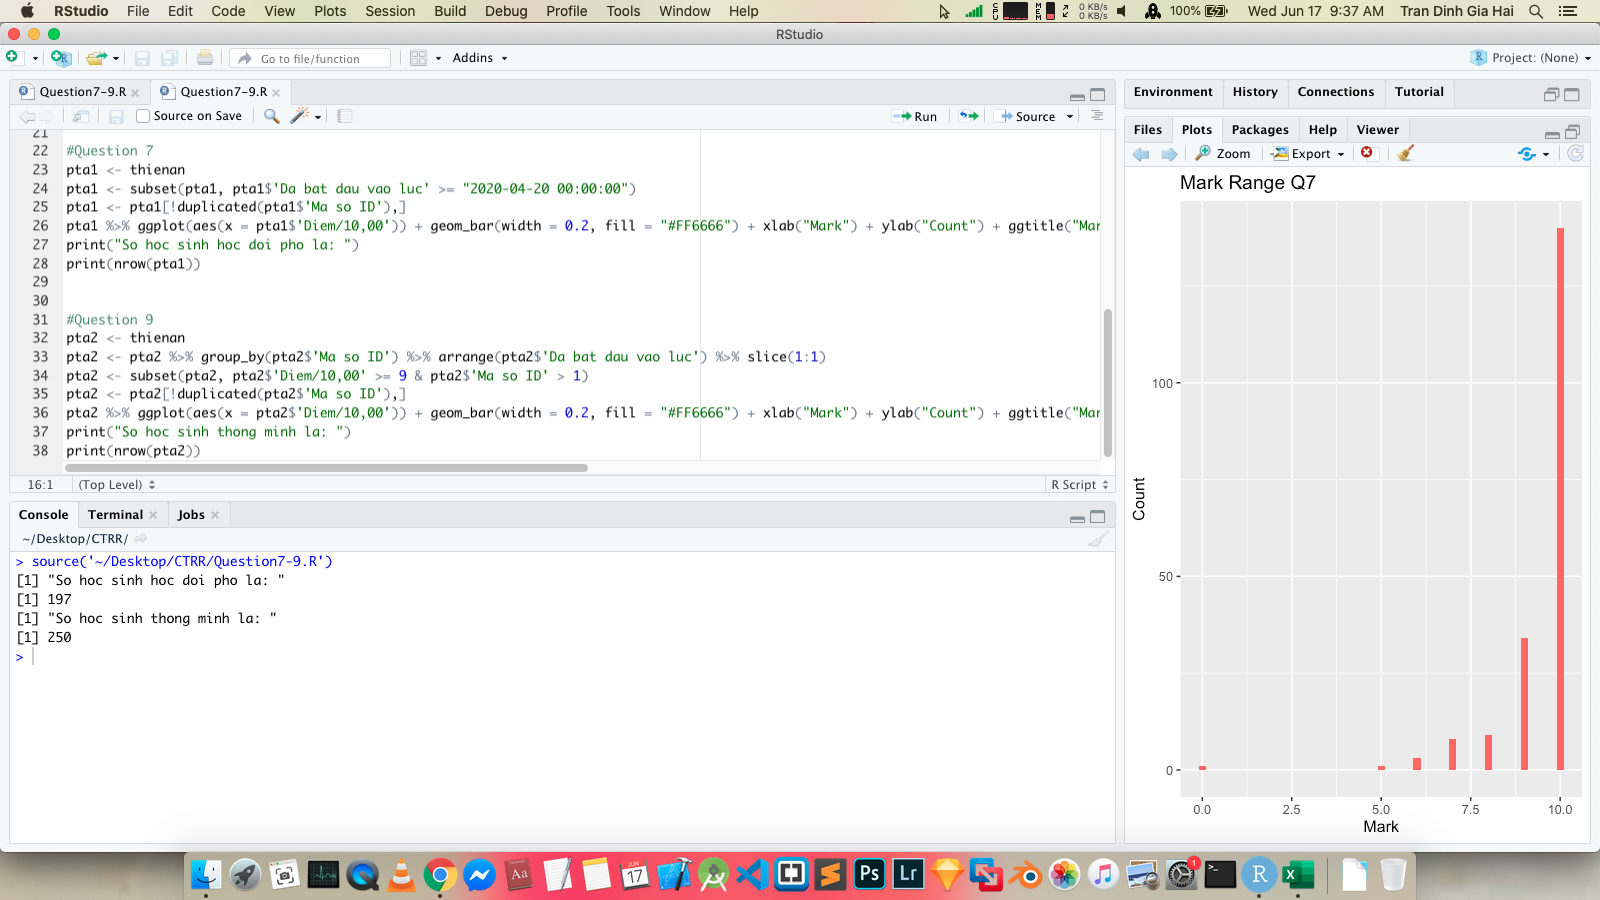 RStudio File Edit Code View Plots Session Build Debug Profile Tools Window Help
CPU MEM 0 KB/s 0 KB/s 100% Wed Jun 17 9:37 AM Tran Dinh Gia Hai
RStudio
Go to file/function Addins Project: (None)
Question7-9.R Question7-9.R
Source on Save Run Source
21
22 #Question 7
23 pta1 <- thienan
24 pta1 <- subset(pta1, pta1$'Da bat dau vao luc' >= "2020-04-20 00:00:00")
25 pta1 <- pta1[!duplicated(pta1$'Ma so ID'),]
26 pta1 %>% ggplot(aes(x = pta1$'Diem/10,00')) + geom_bar(width = 0.2, fill = "#FF6666") + xlab("Mark") + ylab("Count") + ggtitle("Mar
27 print("So hoc sinh hoc doi pho la: ")
28 print(nrow(pta1))
29
30
31 #Question 9
32 pta2 <- thienan
33 pta2 <- pta2 %>% group_by(pta2$'Ma so ID') %>% arrange(pta2$'Da bat dau vao luc') %>% slice(1:1)
34 pta2 <- subset(pta2, pta2$'Diem/10,00' >= 9 & pta2$'Ma so ID' > 1)
35 pta2 <- pta2[!duplicated(pta2$'Ma so ID'),]
36 pta2 %>% ggplot(aes(x = pta2$'Diem/10,00')) + geom_bar(width = 0.2, fill = "#FF6666") + xlab("Mark") + ylab("Count") + ggtitle("Mar
37 print("So hoc sinh thong minh la: ")
38 print(nrow(pta2))
16:1 (Top Level) R Script
Console Terminal Jobs
~/Desktop/CTRR/
> source('~/Desktop/CTRR/Question7-9.R')
[1] "So hoc sinh hoc doi pho la: "
[1] 197
[1] "So hoc sinh thong minh la: "
[1] 250
>
Environment History Connections Tutorial
Files Plots Packages Help Viewer
Zoom Export
Mark Range Q7
Count
100
50
0
0.0 2.5 5.0 7.5 10.0
Mark
Aa
JUN
17
Ps
Lr
1
>_
R
X